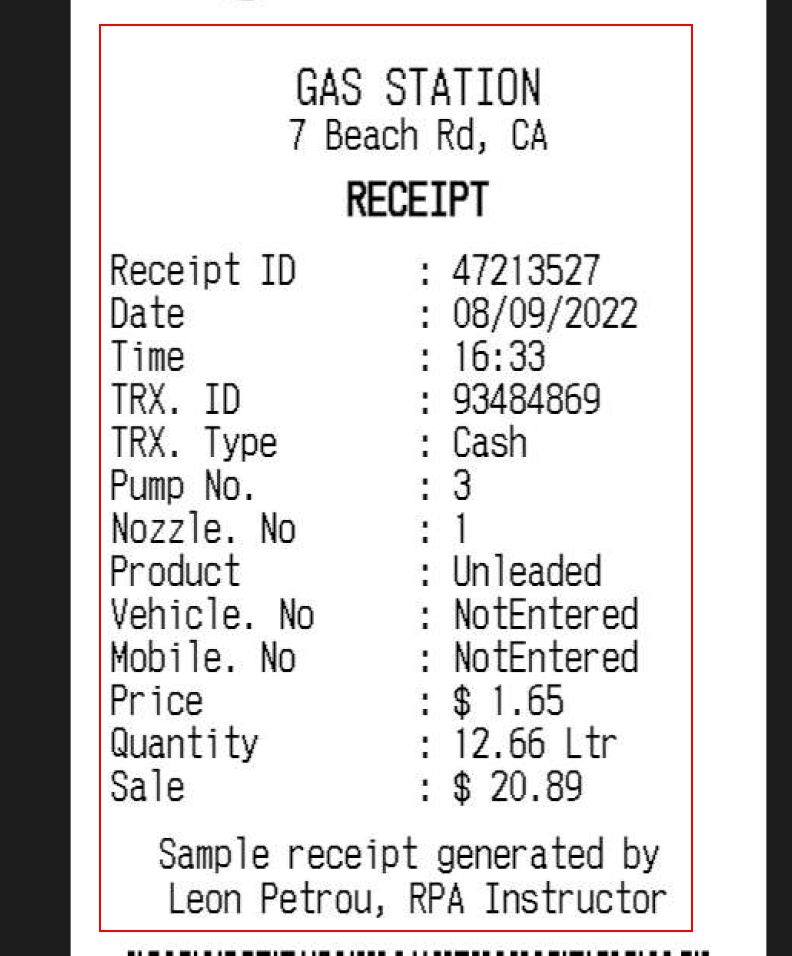 GAS STATION
7 Beach Rd, CA
RECEIPT
Receipt ID : 47213527
Date : 08/09/2022
Time : 16:33
TRX. ID : 93484869
TRX. Type : Cash
Pump No. : 3
Nozzle. No : 1
Product : Unleaded
Vehicle. No : NotEntered
Mobile. No : NotEntered
Price : $ 1.65
Quantity : 12.66 Ltr
Sale : $ 20.89
Sample receipt generated by
Leon Petrou, RPA Instructor